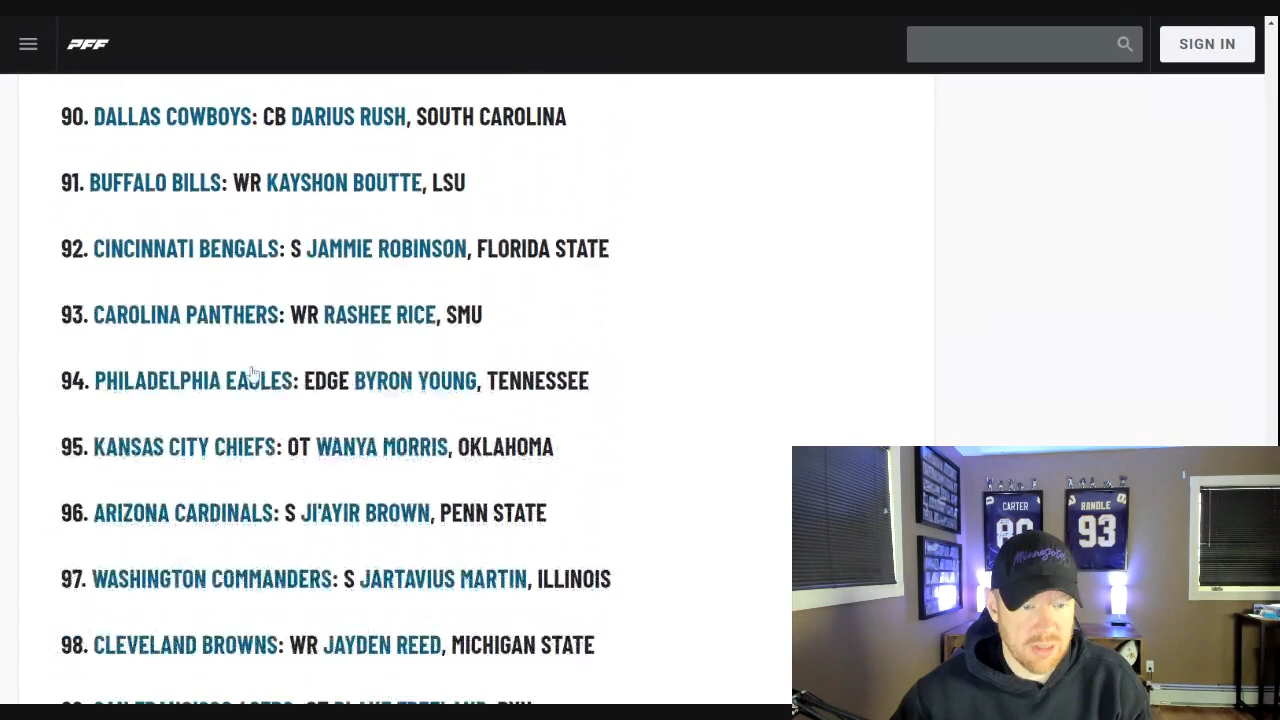 PFF
SIGN IN
90. DALLAS COWBOYS: CB DARIUS RUSH, SOUTH CAROLINA
91. BUFFALO BILLS: WR KAYSHON BOUTTE, LSU
92. CINCINNATI BENGALS: S JAMMIE ROBINSON, FLORIDA STATE
93. CAROLINA PANTHERS: WR RASHEE RICE, SMU
94. PHILADELPHIA EAGLES: EDGE BYRON YOUNG, TENNESSEE
95. KANSAS CITY CHIEFS: OT WANYA MORRIS, OKLAHOMA
96. ARIZONA CARDINALS: S JI'AYIR BROWN, PENN STATE
97. WASHINGTON COMMANDERS: S JARTAVIUS MARTIN, ILLINOIS
98. CLEVELAND BROWNS: WR JAYDEN REED, MICHIGAN STATE
CARTER
RANDLE
93
Minnesota